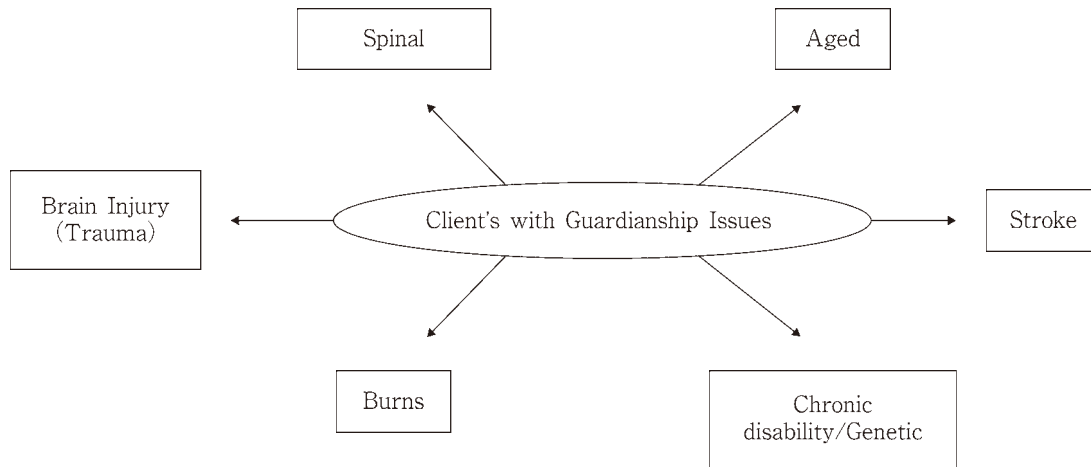 Spinal
Aged
Brain Injury
(Trauma)
Client's with Guardianship Issues
Stroke
Burns
Chronic
disability/Genetic